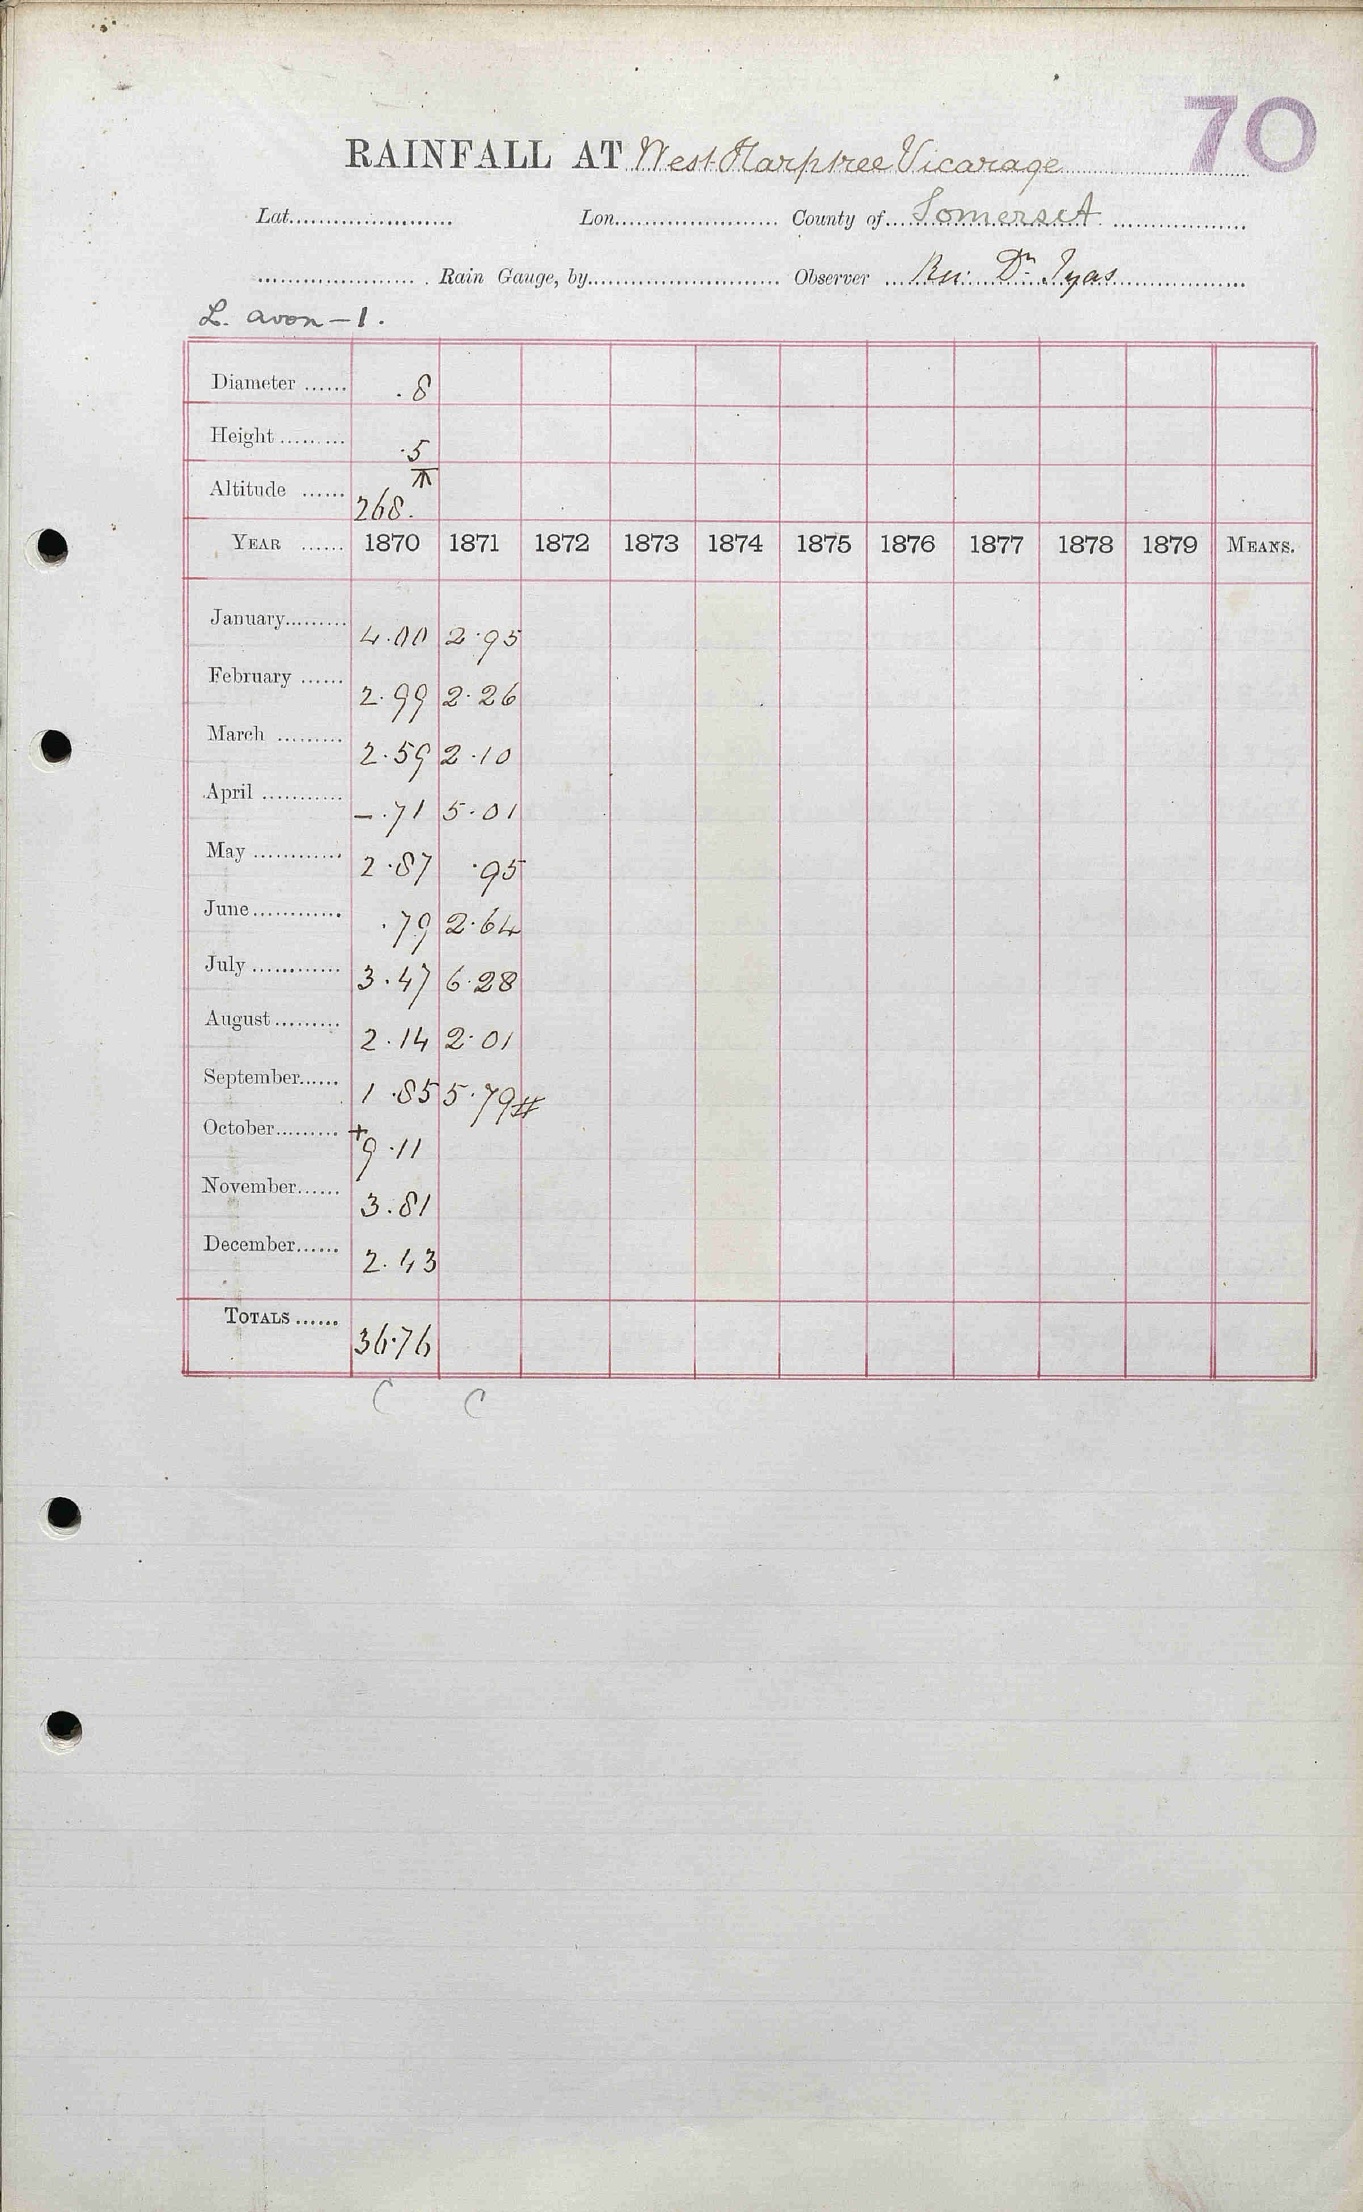 70
RAINFALL AT West Harptree Vicarage
Lat. Lon. County of Somerset
Rain Gauge, by Observer Rev. Dr. Tyas
L. Avon - 1.
Diameter ...... .8
Height ......... .5
Altitude ...... 268.
YEAR ...... 1870 1871 1872 1873 1874 1875 1876 1877 1878 1879 MEANS.
January......... 4.00 2.95
February ...... 2.99 2.26
March ......... 2.59 2.10
April ........... –.71 5.01
May ............ 2.87 .95
June............ .79 2.64
July ............ 3.47 6.28
August......... 2.14 2.01
September...... 1.85 5.79 #
October......... + 9.11
November...... 3.81
December...... 2.43
TOTALS ...... 36.76
C C